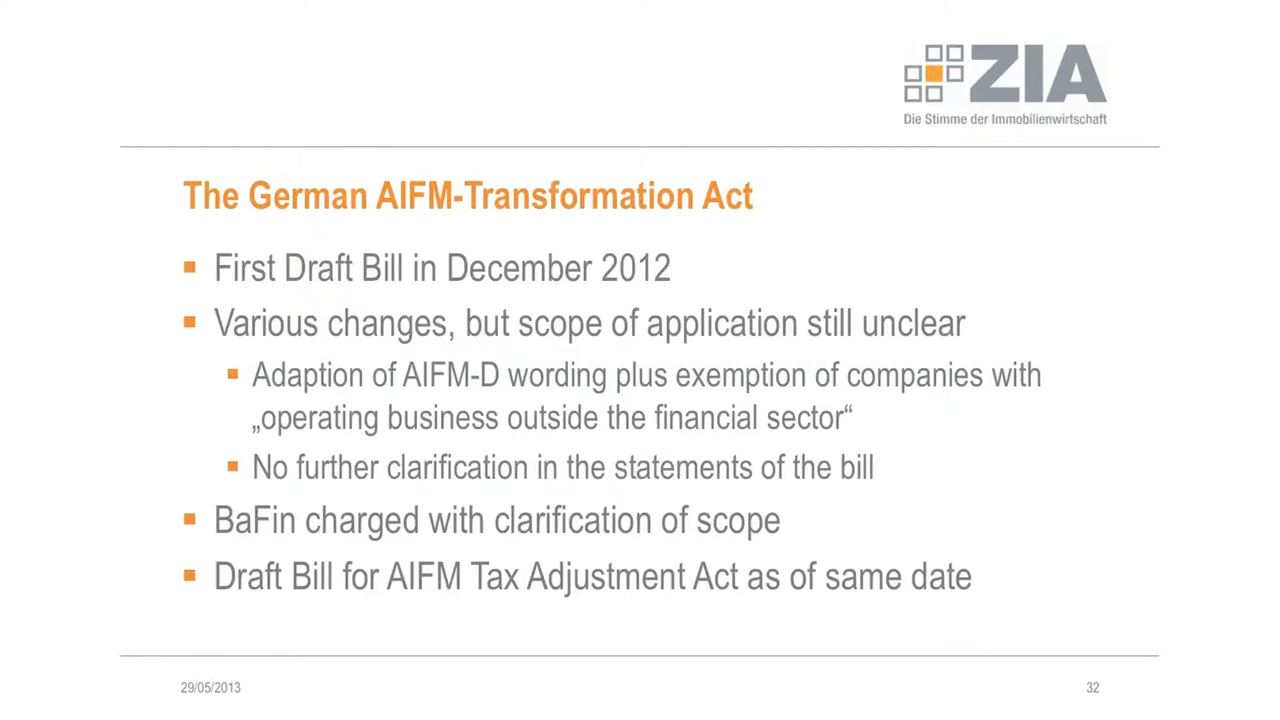 ZIA
Die Stimme der Immobilienwirtschaft
The German AIFM-Transformation Act
First Draft Bill in December 2012
Various changes, but scope of application still unclear
Adaption of AIFM-D wording plus exemption of companies with
„operating business outside the financial sector“
No further clarification in the statements of the bill
BaFin charged with clarification of scope
Draft Bill for AIFM Tax Adjustment Act as of same date
29/05/2013
32